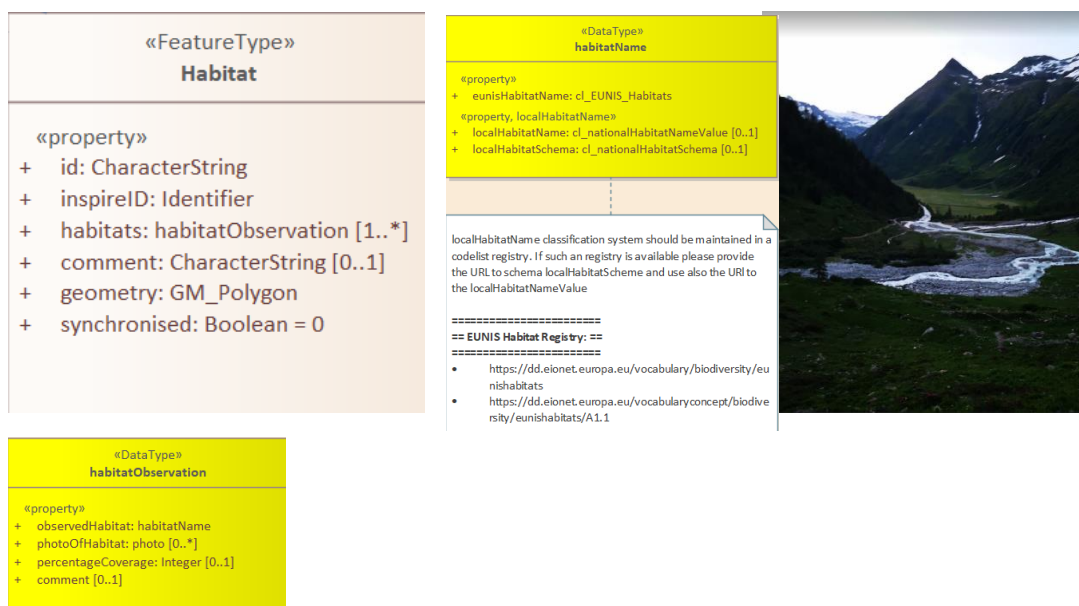 «FeatureType»
Habitat
«property»
+ id: CharacterString
+ inspireID: Identifier
+ habitats: habitatObservation [1..*]
+ comment: CharacterString [0..1]
+ geometry: GM_Polygon
+ synchronised: Boolean = 0
«DataType»
habitatName
«property»
+ eunisHabitatName: cl_EUNIS_Habitats
«property, localHabitatName»
+ localHabitatName: cl_nationalHabitatNameValue [0..1]
+ localHabitatSchema: cl_nationalHabitatSchema [0..1]
localHabitatName classification system should be maintained in a
codelist registry. If such an registry is available please provide
the URL to schema localHabitatScheme and use also the URI to
the localHabitatNameValue
========================
== EUNIS Habitat Registry: ==
========================
• https://dd.eionet.europa.eu/vocabulary/biodiversity/eu
nishabitats
• https://dd.eionet.europa.eu/vocabularyconcept/biodive
rsity/eunishabitats/A1.1
«DataType»
habitatObservation
«property»
+ observedHabitat: habitatName
+ photoOfHabitat: photo [0..*]
+ percentageCoverage: Integer [0..1]
+ comment [0..1]